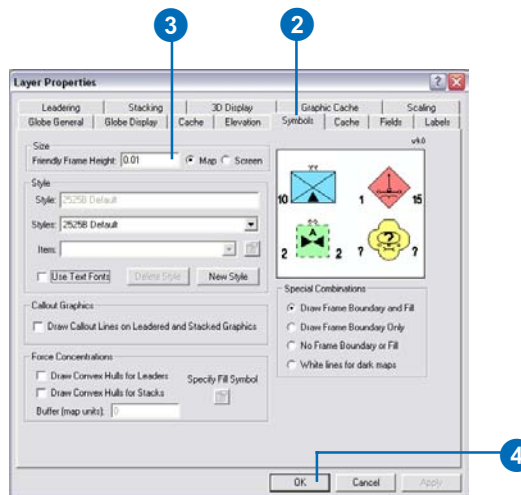 3
2
Layer Properties
Leadering Stacking 3D Display Graphic Cache Scaling
Globe General Globe Display Cache Elevation Symbols Cache Fields Labels
Size
Friendly Frame Height: 0.01 Map Screen
Style
Style: 2525B Default
Styles: 2525B Default
Item:
Use Text Fonts Delete Style New Style
Callout Graphics
Draw Callout Lines on Leadered and Stacked Graphics
Force Concentrations
Draw Convex Hulls for Leaders
Draw Convex Hulls for Stacks
Specify Fill Symbol
Buffer (map units): 0
10
1 15
A
2 2
? 7 ?
Special Combinations
Draw Frame Boundary and Fill
Draw Frame Boundary Only
No Frame Boundary or Fill
White lines for dark maps
4
OK Cancel Apply